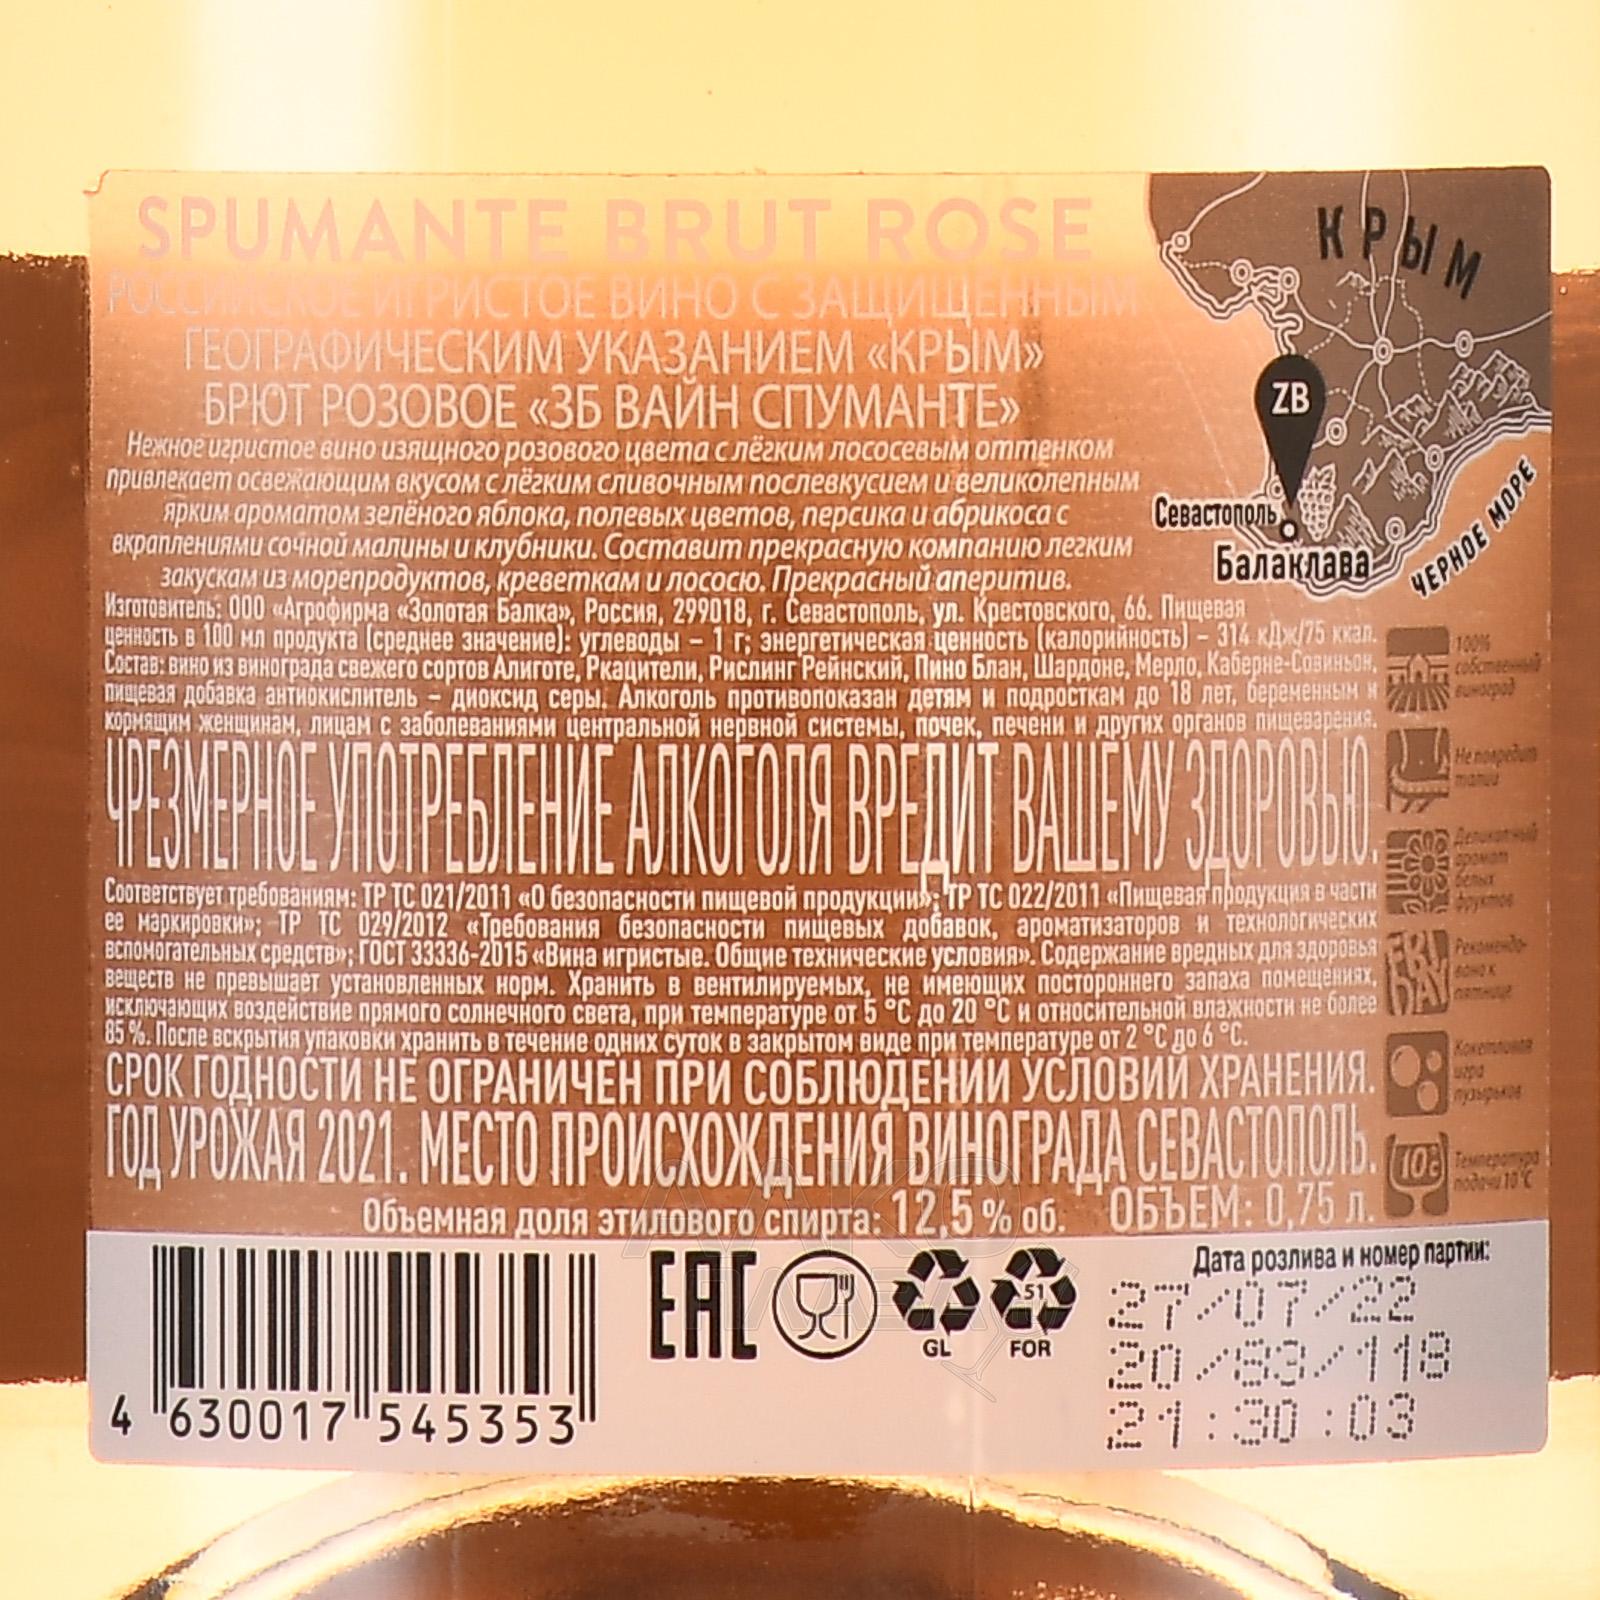 SPUMANTE BRUT ROSE
РОССИЙСКОЕ ИГРИСТОЕ ВИНО С ЗАЩИЩЕННЫМ
ГЕОГРАФИЧЕСКИМ УКАЗАНИЕМ «КРЫМ»
БРЮТ РОЗОВОЕ «ЗБ ВАЙН СПУМАНТЕ»
Нежное игристое вино изящного розового цвета с лёгким лососевым оттенком
привлекает освежающим вкусом с лёгким сливочным послевкусием и великолепным
ярким ароматом зелёного яблока, полевых цветов, персика и абрикоса с
вкраплениями сочной малины и клубники. Составит прекрасную компанию легким
закускам из морепродуктов, креветкам и лососю. Прекрасный аперитив.
Изготовитель: ООО «Агрофирма «Золотая Балка», Россия, 299018, г. Севастополь, ул. Крестовского, 66. Пищевая
ценность в 100 мл продукта (среднее значение): углеводы – 1 г; энергетическая ценность (калорийность) – 314 кДж/75 ккал.
Состав: вино из винограда свежего сортов Алиготе, Ркацители, Рислинг Рейнский, Пино Блан, Шардоне, Мерло, Каберне-Совиньон,
пищевая добавка антиокислитель – диоксид серы. Алкоголь противопоказан детям и подросткам до 18 лет, беременным и
кормящим женщинам, лицам с заболеваниями центральной нервной системы, почек, печени и других органов пищеварения.
ЧРЕЗМЕРНОЕ УПОТРЕБЛЕНИЕ АЛКОГОЛЯ ВРЕДИТ ВАШЕМУ ЗДОРОВЬЮ.
Соответствует требованиям: ТР ТС 021/2011 «О безопасности пищевой продукции»; ТР ТС 022/2011 «Пищевая продукция в части
ее маркировки»; ТР ТС 029/2012 «Требования безопасности пищевых добавок, ароматизаторов и технологических
вспомогательных средств»; ГОСТ 33336-2015 «Вина игристые. Общие технические условия». Содержание вредных для здоровья
веществ не превышает установленных норм. Хранить в вентилируемых, не имеющих постороннего запаха помещениях,
исключающих воздействие прямого солнечного света, при температуре от 5 °С до 20 °С и относительной влажности не более
85 %. После вскрытия упаковки хранить в течение одних суток в закрытом виде при температуре от 2 °С до 6 °С.
СРОК ГОДНОСТИ НЕ ОГРАНИЧЕН ПРИ СОБЛЮДЕНИИ УСЛОВИЙ ХРАНЕНИЯ.
ГОД УРОЖАЯ 2021. МЕСТО ПРОИСХОЖДЕНИЯ ВИНОГРАДА СЕВАСТОПОЛЬ.
Объемная доля этилового спирта: 12,5 % об. ОБЪЕМ: 0,75 л.
КРЫМ
ZB
Севастополь
Балаклава
ЧЕРНОЕ МОРЕ
100%
собственный
виноград
Не повредит
талии
Деликатный
аромат
белых
фруктов
FRI
DAY
Рекомендо-
вано к
пятнице
Кокетливая
игра
пузырьков
10°С
Температура
подачи 10°С
4 630017 545353
ЕАС
GL
51
FOR
Дата розлива и номер партии:
27/07/22
20/83/118
21:30:03